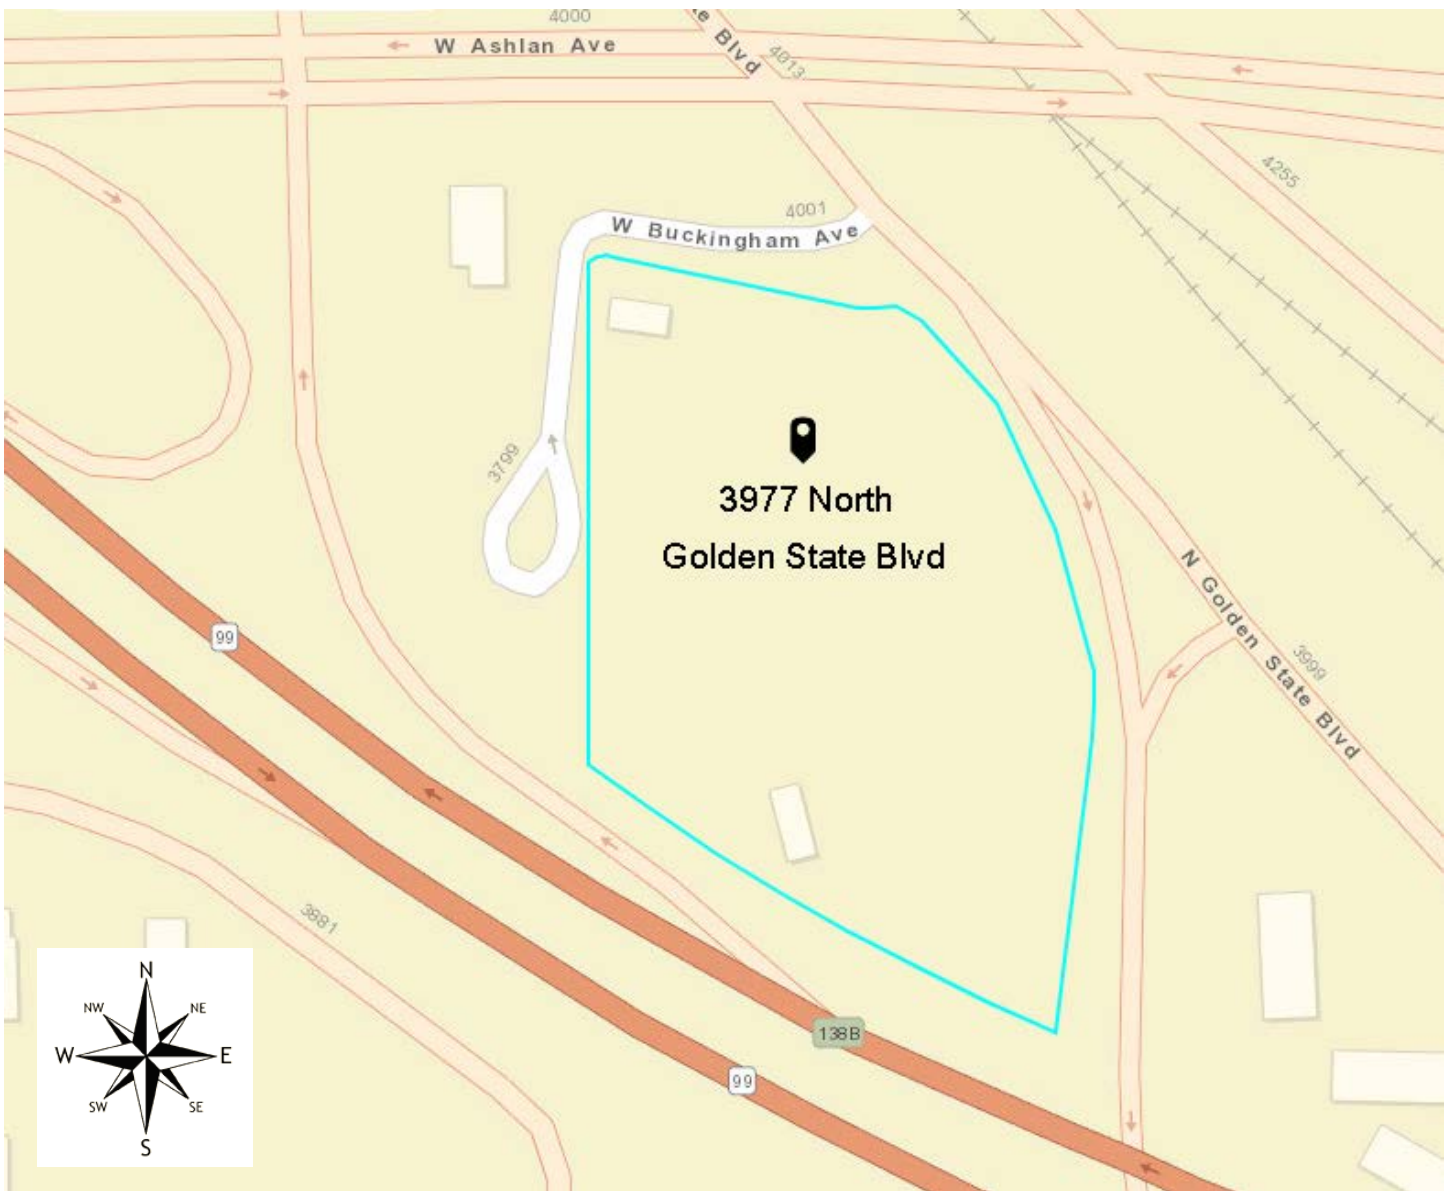 4000
W Ashlan Ave
te Blvd
4013
4255
4001
W Buckingham Ave
3799
3977 North
Golden State Blvd
N Golden State Blvd
3999
99
3881
138B
99
N
NW
NE
W
E
SW
SE
S